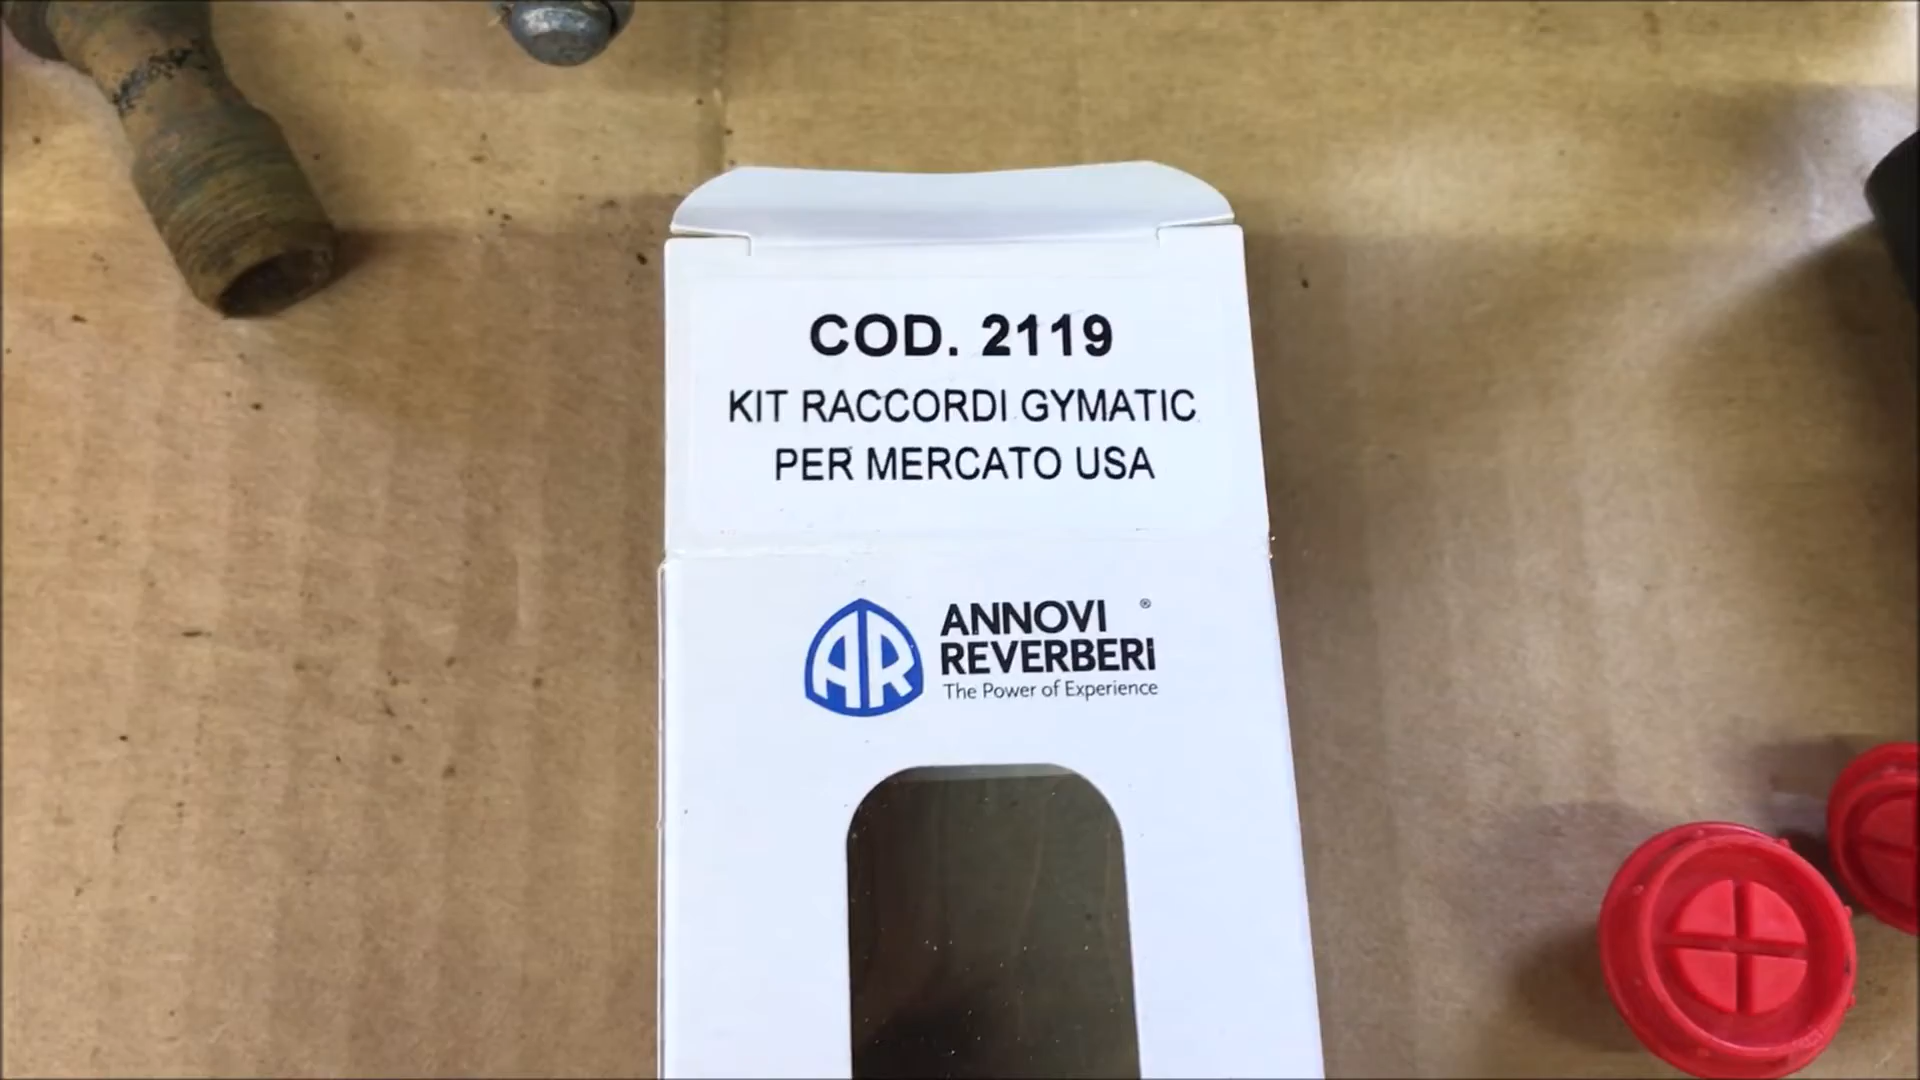 COD. 2119
KIT RACCORDI GYMATIC
PER MERCATO USA
AR
ANNOVI ®
REVERBERI
The Power of Experience